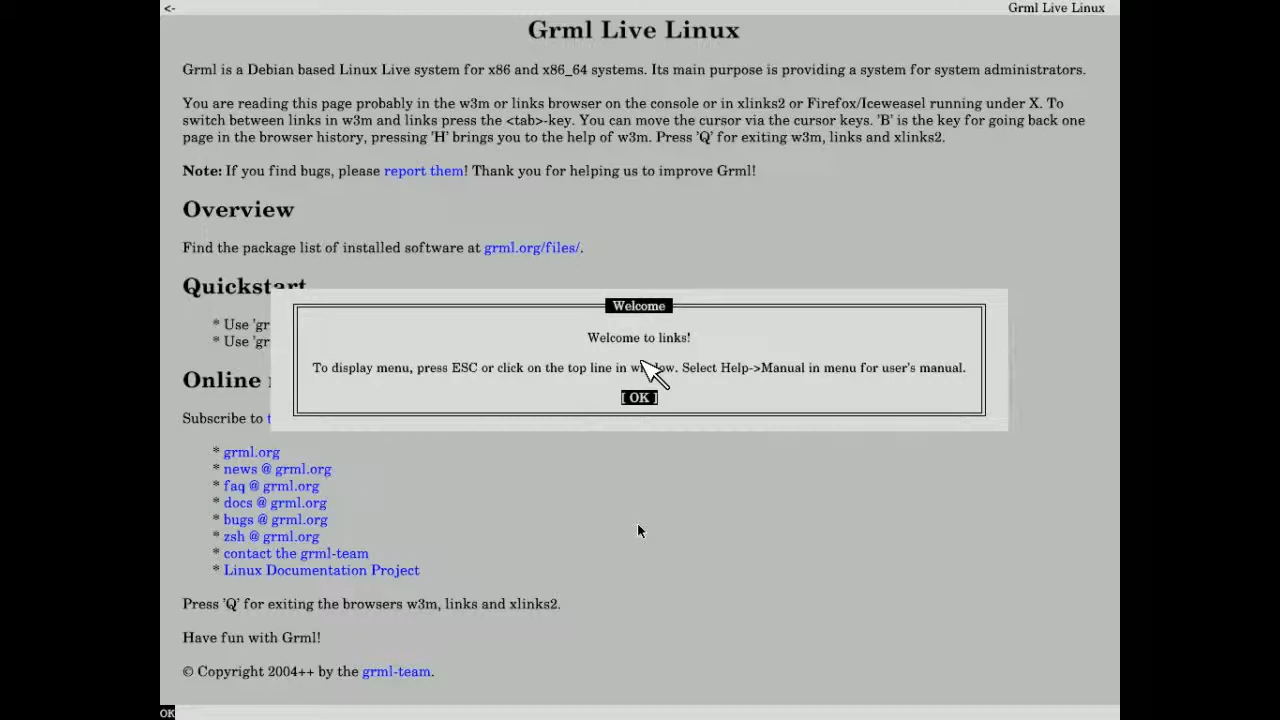 <- Grml Live Linux
Grml Live Linux
Grml is a Debian based Linux Live system for x86 and x86_64 systems. Its main purpose is providing a system for system administrators.
You are reading this page probably in the w3m or links browser on the console or in xlinks2 or Firefox/Iceweasel running under X. To
switch between links in w3m and links press the <tab>-key. You can move the cursor via the cursor keys. 'B' is the key for going back one
page in the browser history, pressing 'H' brings you to the help of w3m. Press 'Q' for exiting w3m, links and xlinks2.
Note: If you find bugs, please report them! Thank you for helping us to improve Grml!
Overview
Find the package list of installed software at grml.org/files/.
Quickstart
Welcome
* Use 'gr
Welcome to links!
* Use 'gr
To display menu, press ESC or click on the top line in window. Select Help->Manual in menu for user's manual.
Online
[ OK ]
Subscribe to
* grml.org
* news @ grml.org
* faq @ grml.org
* docs @ grml.org
* bugs @ grml.org
* zsh @ grml.org
* contact the grml-team
* Linux Documentation Project
Press 'Q' for exiting the browsers w3m, links and xlinks2.
Have fun with Grml!
© Copyright 2004++ by the grml-team.
OK